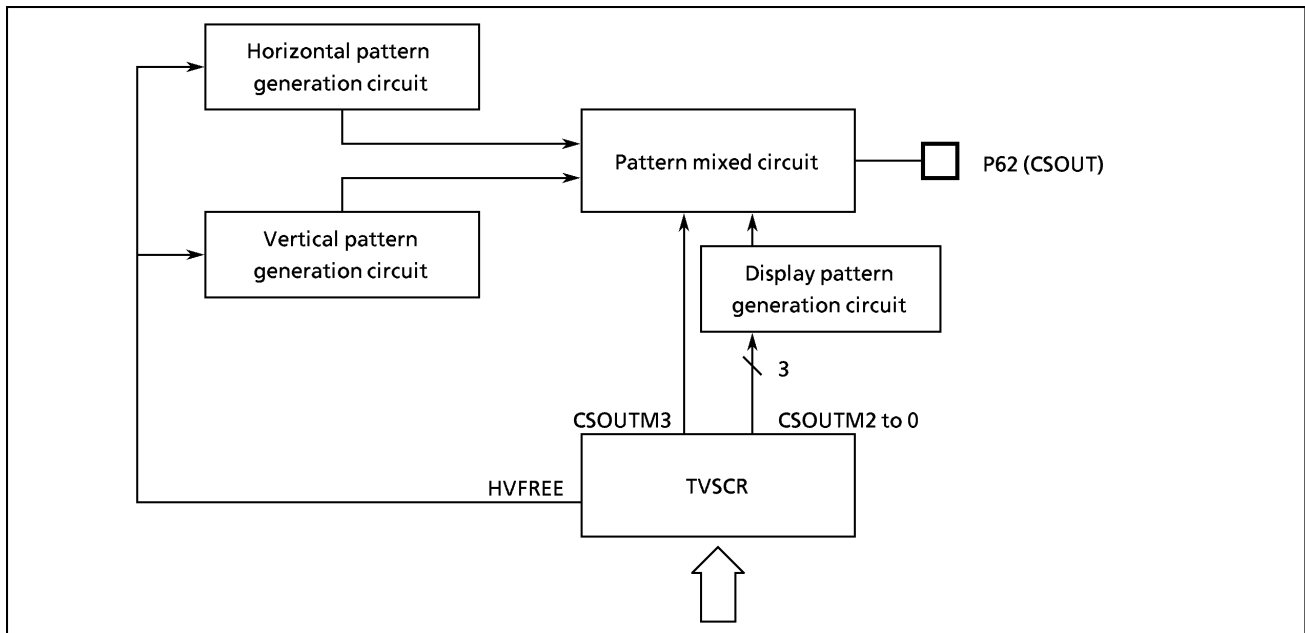 Horizontal pattern
generation circuit
Pattern mixed circuit
P62 (CSOUT)
Vertical pattern
generation circuit
Display pattern
generation circuit
3
CSOUTM3
CSOUTM2 to 0
HVFREE
TVSCR